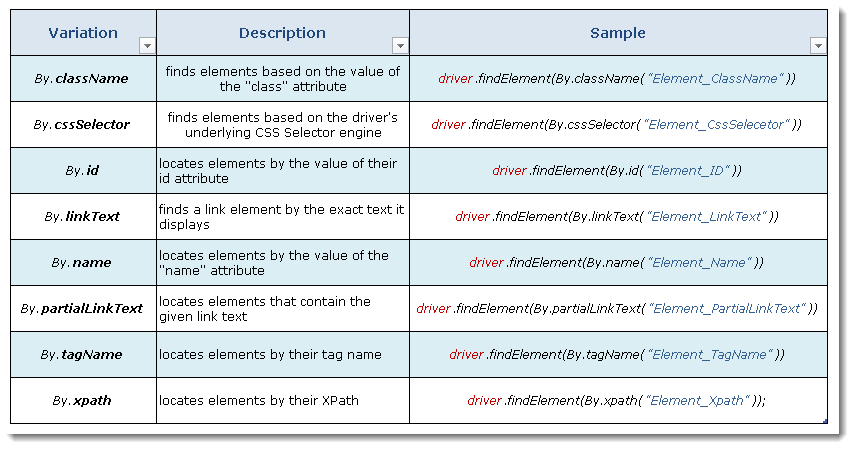 Variation Description Sample
By.className
finds elements based on the value of
the "class" attribute
driver.findElement(By.className("Element_ClassName"))
By.cssSelector
finds elements based on the driver's
underlying CSS Selector engine
driver.findElement(By.cssSelector("Element_CssSelecetor"))
By.id
locates elements by the value of their
id attribute
driver.findElement(By.id("Element_ID"))
By.linkText
finds a link element by the exact text it
displays
driver.findElement(By.linkText("Element_LinkText"))
By.name
locates elements by the value of the
"name" attribute
driver.findElement(By.name("Element_Name"))
By.partialLinkText
locates elements that contain the
given link text
driver.findElement(By.partialLinkText("Element_PartialLinkText"))
By.tagName
locates elements by their tag name
driver.findElement(By.tagName("Element_TagName"))
By.xpath
locates elements by their XPath
driver.findElement(By.xpath("Element_Xpath"));